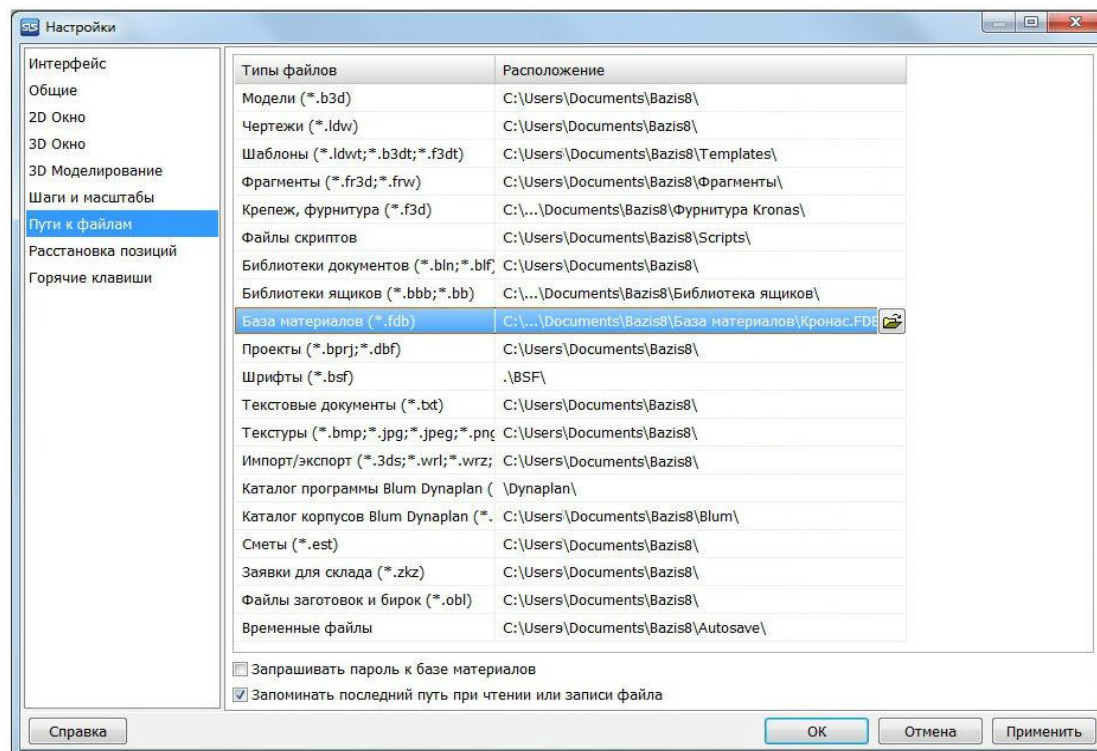 Настройки
Интерфейс
Общие
2D Окно
3D Окно
3D Моделирование
Шаги и масштабы
Пути к файлам
Расстановка позиций
Горячие клавиши
Типы файлов Расположение
Модели (*.b3d) C:\Users\Documents\Bazis8\
Чертежи (*.ldw) C:\Users\Documents\Bazis8\
Шаблоны (*.ldwt;*.b3dt;*.f3dt) C:\Users\Documents\Bazis8\Templates\
Фрагменты (*.fr3d;*.frw) C:\Users\Documents\Bazis8\Фрагменты\
Крепеж, фурнитура (*.f3d) C:\...\Documents\Bazis8\Фурнитура Kronas\
Файлы скриптов C:\Users\Documents\Bazis8\Scripts\
Библиотеки документов (*.bln;*.blf) C:\Users\Documents\Bazis8\
Библиотеки ящиков (*.bbb;*.bb) C:\...\Documents\Bazis8\Библиотека ящиков\
База материалов (*.fdb) C:\...\Documents\Bazis8\База материалов\Кронас.FDB
Проекты (*.bprj;*.dbf) C:\Users\Documents\Bazis8\
Шрифты (*.bsf) .\BSF\
Текстовые документы (*.txt) C:\Users\Documents\Bazis8\
Текстуры (*.bmp;*.jpg;*.jpeg;*.png C:\Users\Documents\Bazis8\
Импорт/экспорт (*.3ds;*.wrl;*.wrz; C:\Users\Documents\Bazis8\
Каталог программы Blum Dynaplan ( \Dynaplan\
Каталог корпусов Blum Dynaplan (*. C:\Users\Documents\Bazis8\Blum\
Сметы (*.est) C:\Users\Documents\Bazis8\
Заявки для склада (*.zkz) C:\Users\Documents\Bazis8\
Файлы заготовок и бирок (*.obl) C:\Users\Documents\Bazis8\
Временные файлы C:\Users\Documents\Bazis8\Autosave\
Запрашивать пароль к базе материалов
Запоминать последний путь при чтении или записи файла
Справка ОК Отмена Применить